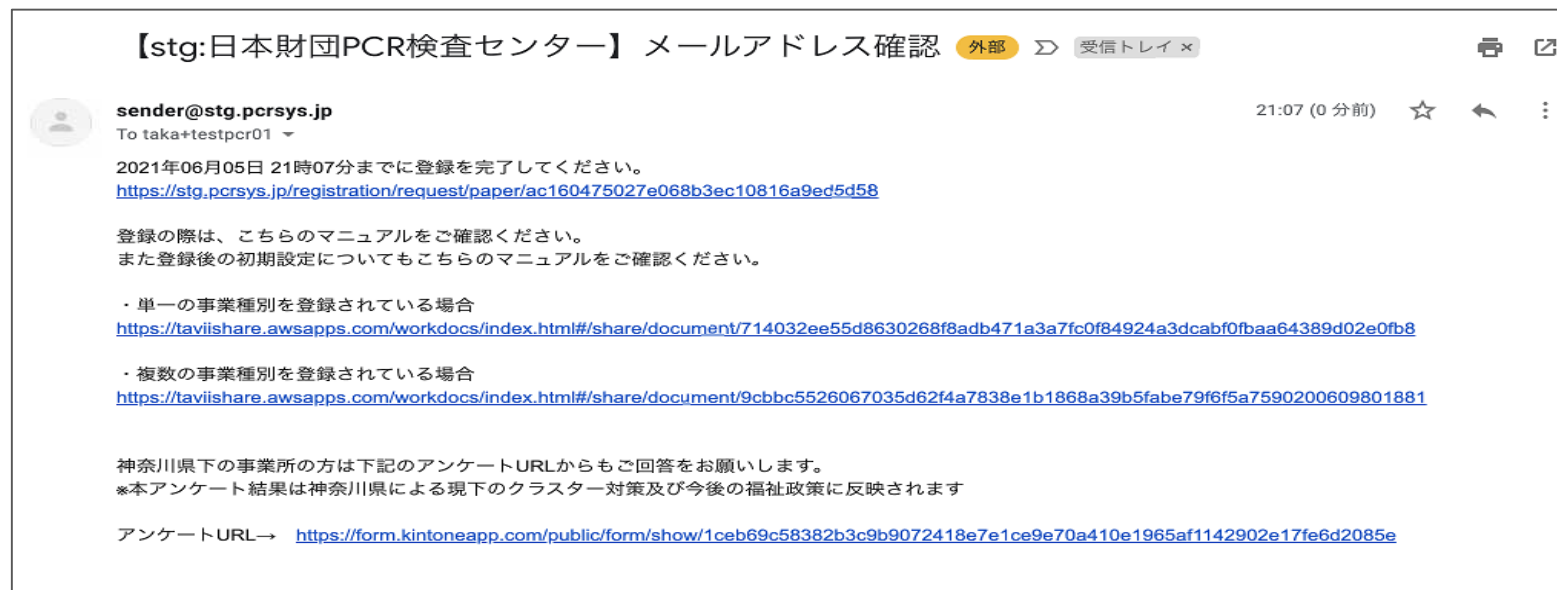 【stg:日本財団PCR検査センター】メールアドレス確認 外部 受信トレイ ×
sender@stg.pcrsys.jp 21:07 (0 分前)
To taka+testpcr01
2021年06月05日 21時07分までに登録を完了してください。
https://stg.pcrsys.jp/registration/request/paper/ac160475027e068b3ec10816a9ed5d58
登録の際は、こちらのマニュアルをご確認ください。
また登録後の初期設定についてもこちらのマニュアルをご確認ください。
・単一の事業種別を登録されている場合
https://taviishare.awsapps.com/workdocs/index.html#/share/document/714032ee55d8630268f8adb471a3a7fc0f84924a3dcabf0fbaa64389d02e0fb8
・複数の事業種別を登録されている場合
https://taviishare.awsapps.com/workdocs/index.html#/share/document/9cbbc5526067035d62f4a7838e1b1868a39b5fabe79f6f5a7590200609801881
神奈川県下の事業所の方は下記のアンケートURLからもご回答をお願いします。
※本アンケート結果は神奈川県による現下のクラスター対策及び今後の福祉政策に反映されます
アンケートURL→ https://form.kintoneapp.com/public/form/show/1ceb69c58382b3c9b9072418e7e1ce9e70a410e1965af1142902e17fe6d2085e